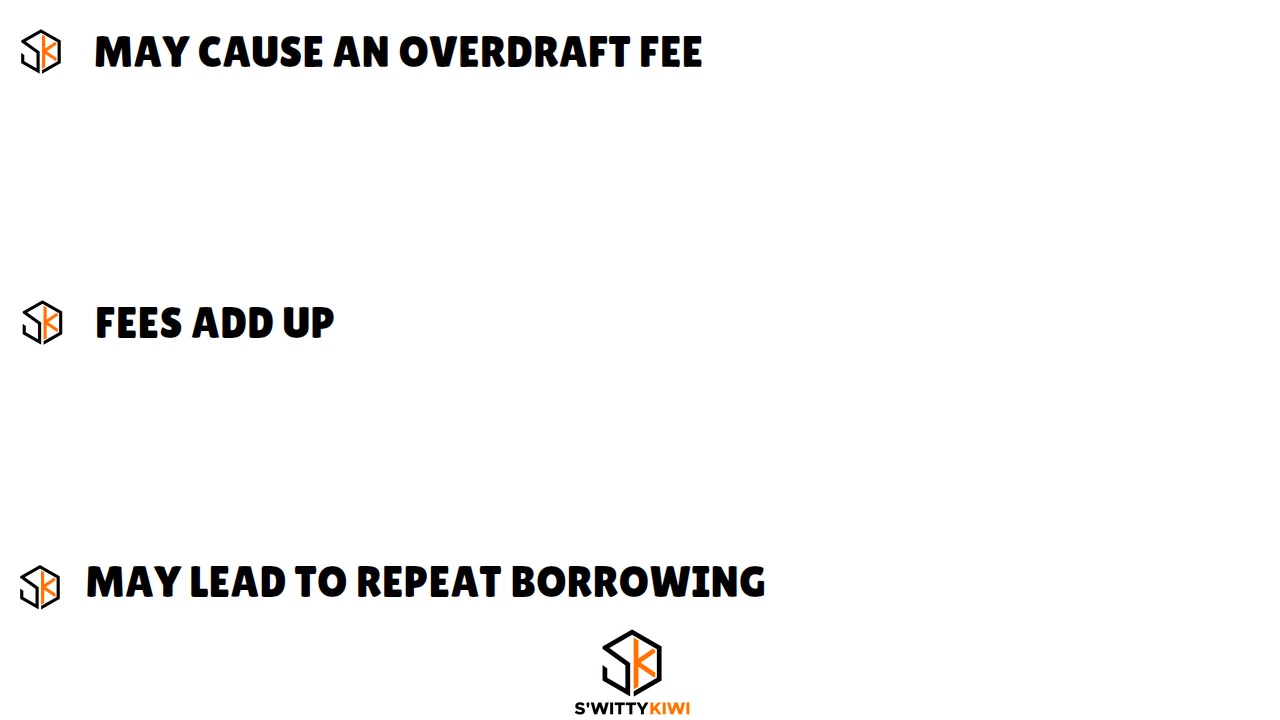 MAY CAUSE AN OVERDRAFT FEE
FEES ADD UP
MAY LEAD TO REPEAT BORROWING
S'WITTYKIWI